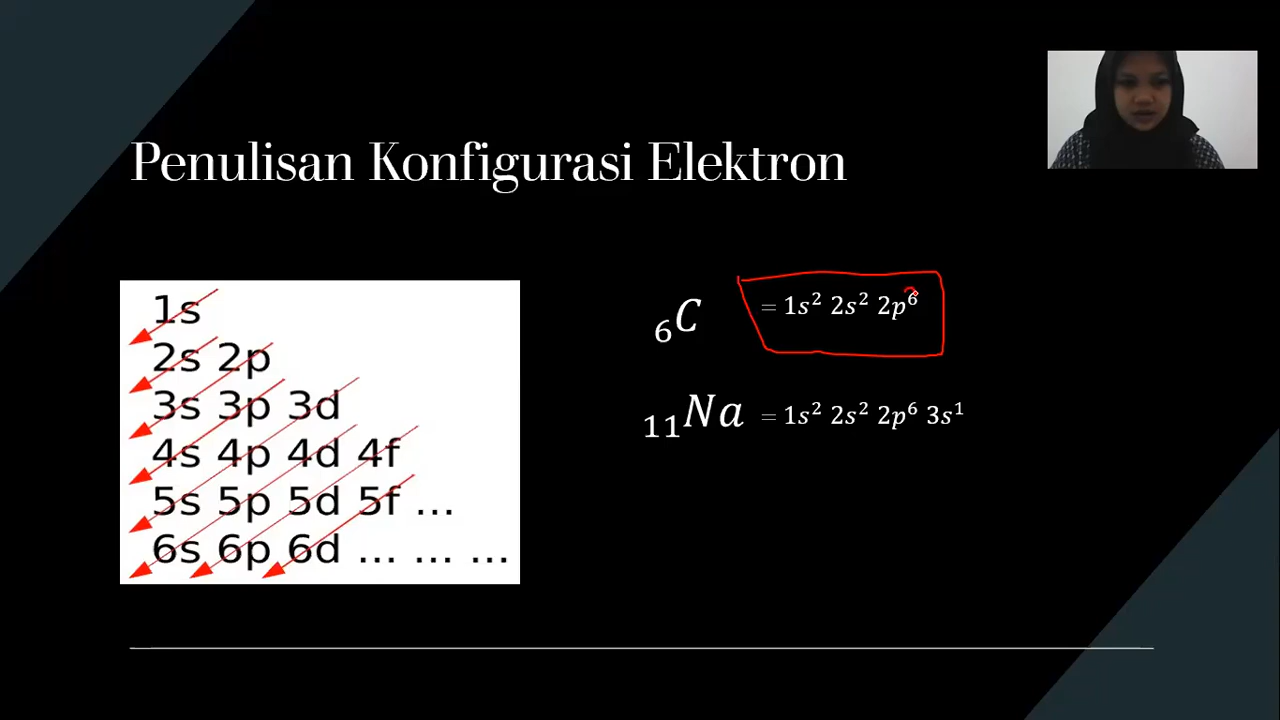 Penulisan Konfigurasi Elektron
1s
2s 2p
3s 3p 3d
4s 4p 4d 4f
5s 5p 5d 5f ...
6s 6p 6d ... ... ...
₆C = 1s² 2s² 2p⁶
₁₁Na = 1s² 2s² 2p⁶ 3s¹